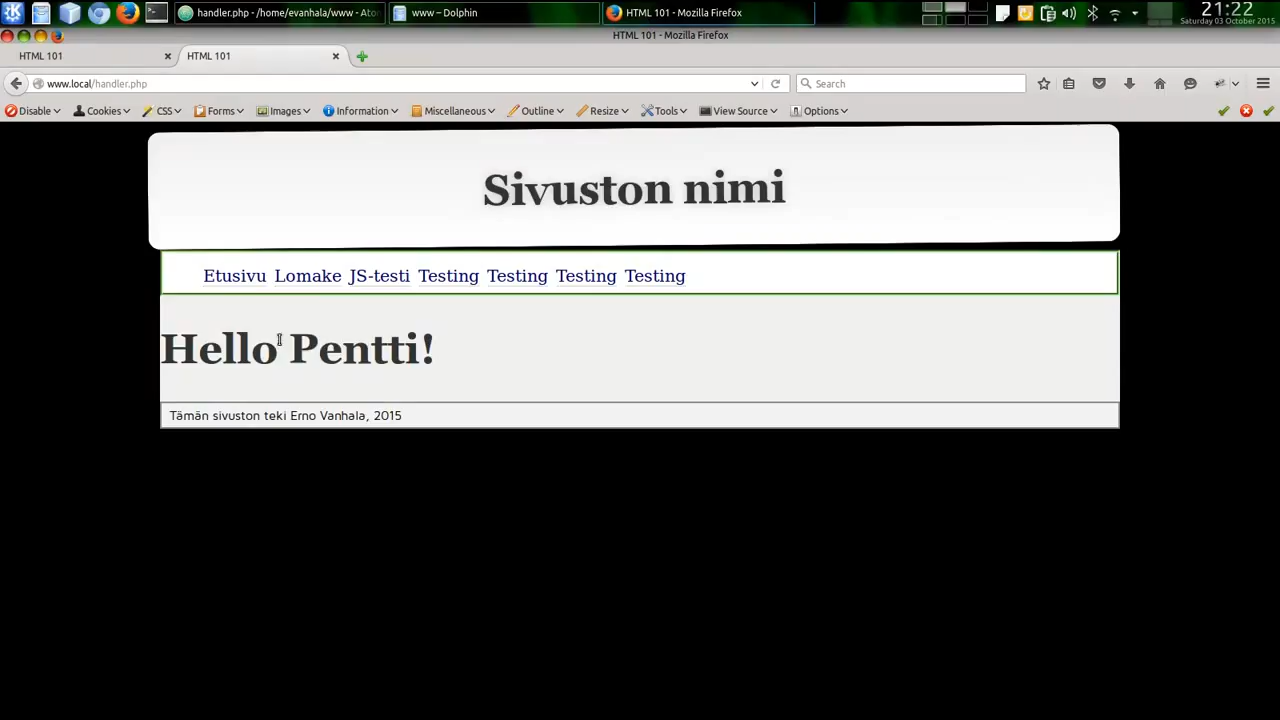 handler.php - /home/evanhala/www - Ato
www – Dolphin
HTML 101 - Mozilla Firefox
21:22
Saturday 03 October 2015
HTML 101 - Mozilla Firefox
HTML 101
HTML 101
www.local/handler.php
Search
Disable
Cookies
CSS
Forms
Images
Information
Miscellaneous
Outline
Resize
Tools
View Source
Options
Sivuston nimi
Etusivu Lomake JS-testi Testing Testing Testing Testing
Hello Pentti!
Tämän sivuston teki Erno Vanhala, 2015